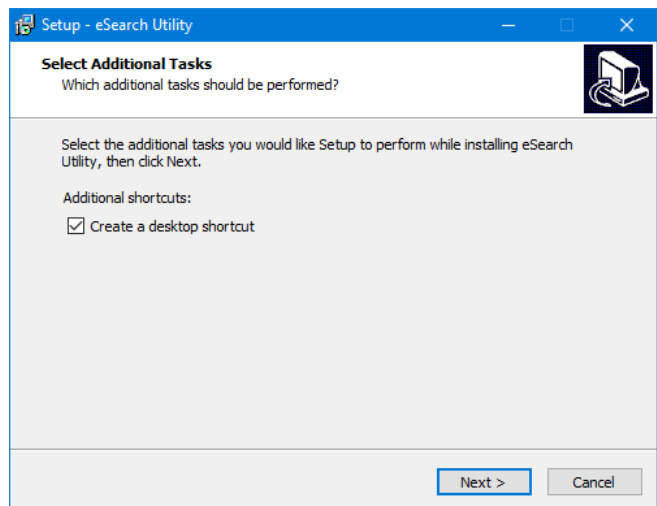 Setup - eSearch Utility
Select Additional Tasks
Which additional tasks should be performed?
Select the additional tasks you would like Setup to perform while installing eSearch
Utility, then click Next.
Additional shortcuts:
Create a desktop shortcut
Next >
Cancel